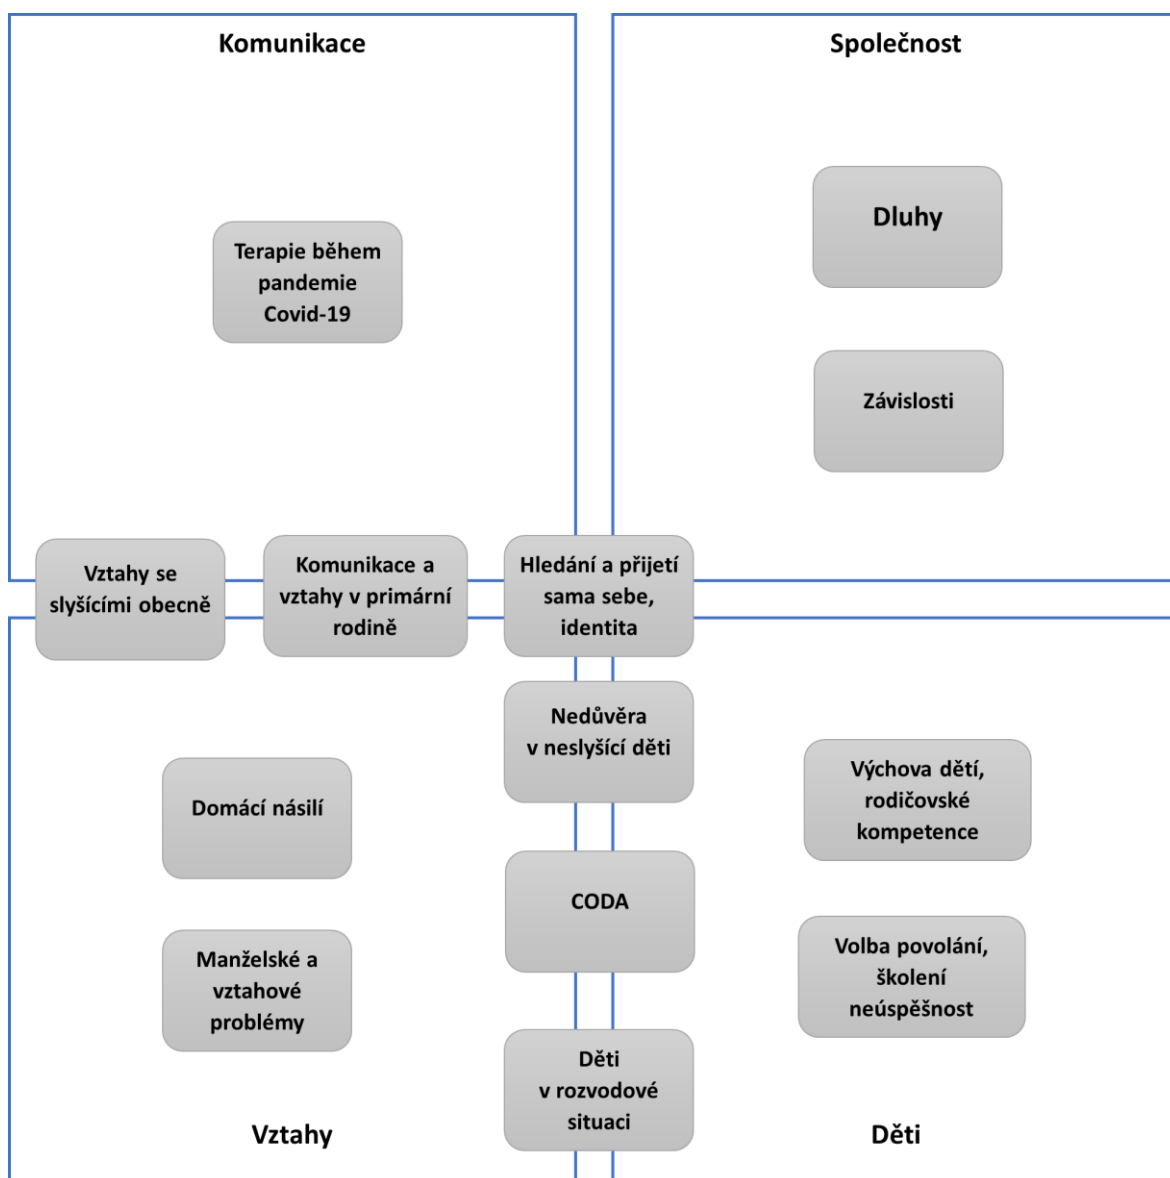 Komunikace
Společnost
Terapie během
pandemie
Covid-19
Dluhy
Závislosti
Vztahy se
slyšícími obecně
Komunikace a
vztahy v primární
rodině
Hledání a přijetí
sama sebe,
identita
Nedůvěra
v neslyšící děti
Domácí násilí
Výchova dětí,
rodičovské
kompetence
CODA
Manželské a
vztahové
problémy
Volba povolání,
školení
neúspěšnost
Děti
v rozvodové
situaci
Vztahy
Děti